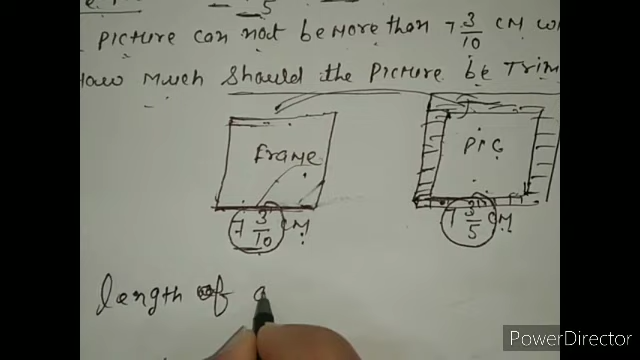 Picture can not be more than 7 3/10 cm
How much should the picture be Trim
Frame
PIC
7 3/10 CM
7 3/5 CM
length of a
PowerDirector